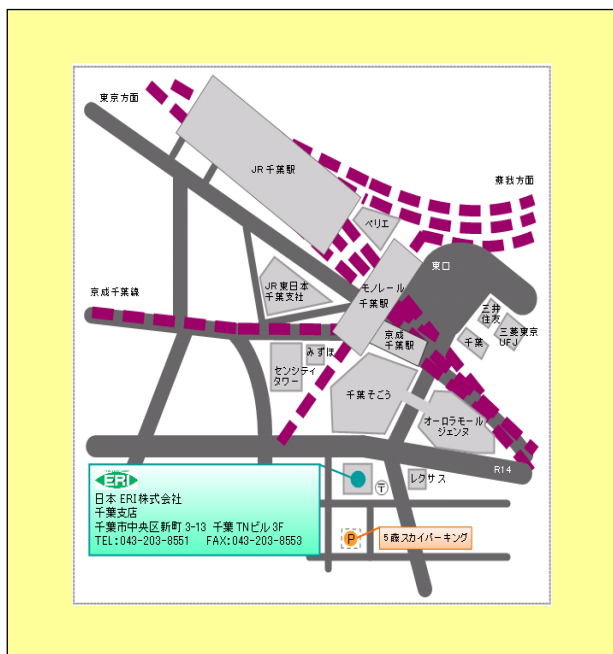 東京方面
JR千葉駅
蘇我方面
ペリエ
東口
モノレール
千葉駅
JR東日本
千葉支社
京成千葉線
三井
住友
三菱東京
UFJ
千葉
京成
千葉駅
みずほ
センシティ
タワー
千葉そごう
オーロラモール
ジェンヌ
R14
ERI
日本ERI株式会社
千葉支店
千葉市中央区新町3-13 千葉TNビル3F
TEL:043-203-8551 FAX:043-203-8553
レクサス
〒
P
5歳スカイパーキング